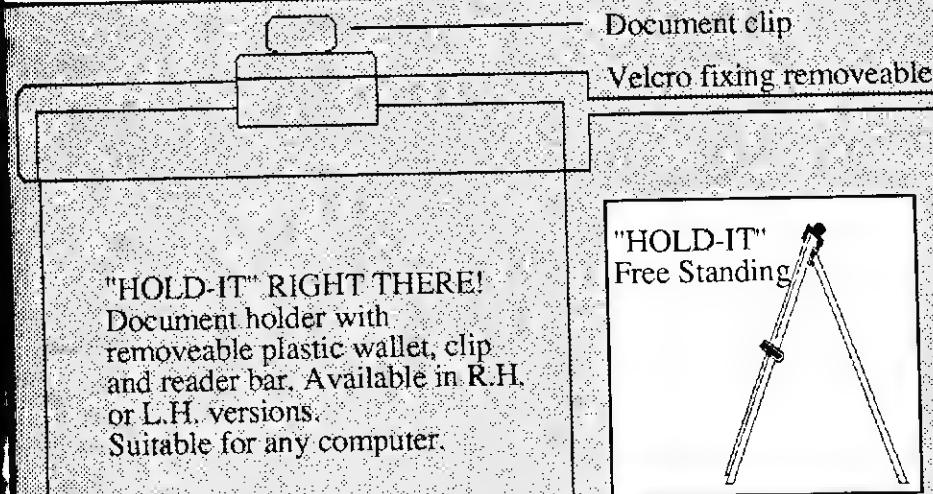 Document clip
Velcro fixing removeable
"HOLD-IT"
Free Standing
"HOLD-IT" RIGHT THERE!
Document holder with
removeable plastic wallet, clip
and reader bar. Available in R.H.
or L.H. versions.
Suitable for any computer.